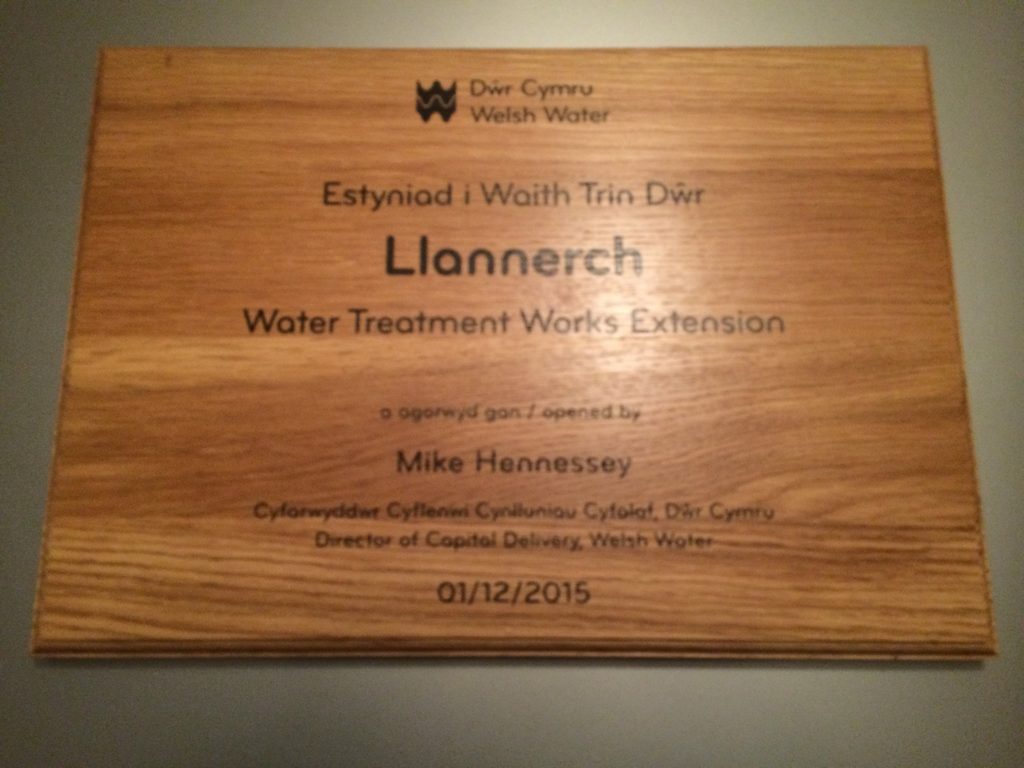 Dŵr Cymru
Welsh Water
Estyniad i Waith Trin Dŵr
Llannerch
Water Treatment Works Extension
a agorwyd gan / opened by
Mike Hennessey
Cyfarwyddwr Cyflenwi Cynlluniau Cyfalaf, Dŵr Cymru
Director of Capital Delivery, Welsh Water
01/12/2015